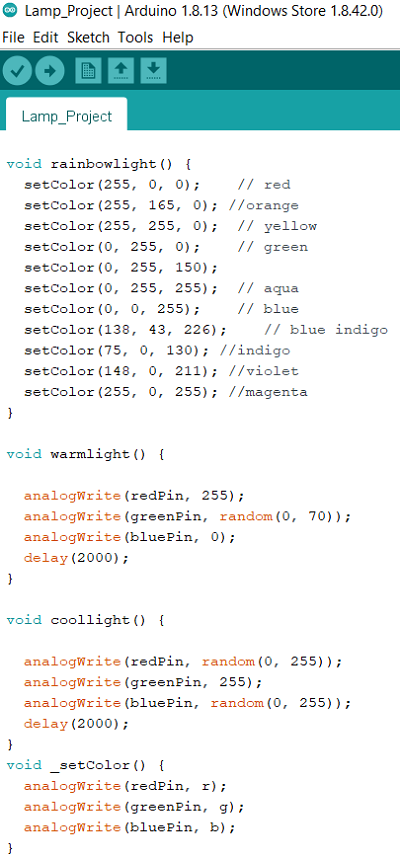 Lamp_Project | Arduino 1.8.13 (Windows Store 1.8.42.0)
File Edit Sketch Tools Help
Lamp_Project
void rainbowlight() {
  setColor(255, 0, 0);    // red
  setColor(255, 165, 0); //orange
  setColor(255, 255, 0);  // yellow
  setColor(0, 255, 0);    // green
  setColor(0, 255, 150);
  setColor(0, 255, 255);  // aqua
  setColor(0, 0, 255);    // blue
  setColor(138, 43, 226);    // blue indigo
  setColor(75, 0, 130); //indigo
  setColor(148, 0, 211); //violet
  setColor(255, 0, 255); //magenta
}
void warmlight() {
  analogWrite(redPin, 255);
  analogWrite(greenPin, random(0, 70));
  analogWrite(bluePin, 0);
  delay(2000);
}
void coollight() {
  analogWrite(redPin, random(0, 255));
  analogWrite(greenPin, 255);
  analogWrite(bluePin, random(0, 255));
  delay(2000);
}
void _setColor() {
  analogWrite(redPin, r);
  analogWrite(greenPin, g);
  analogWrite(bluePin, b);
}